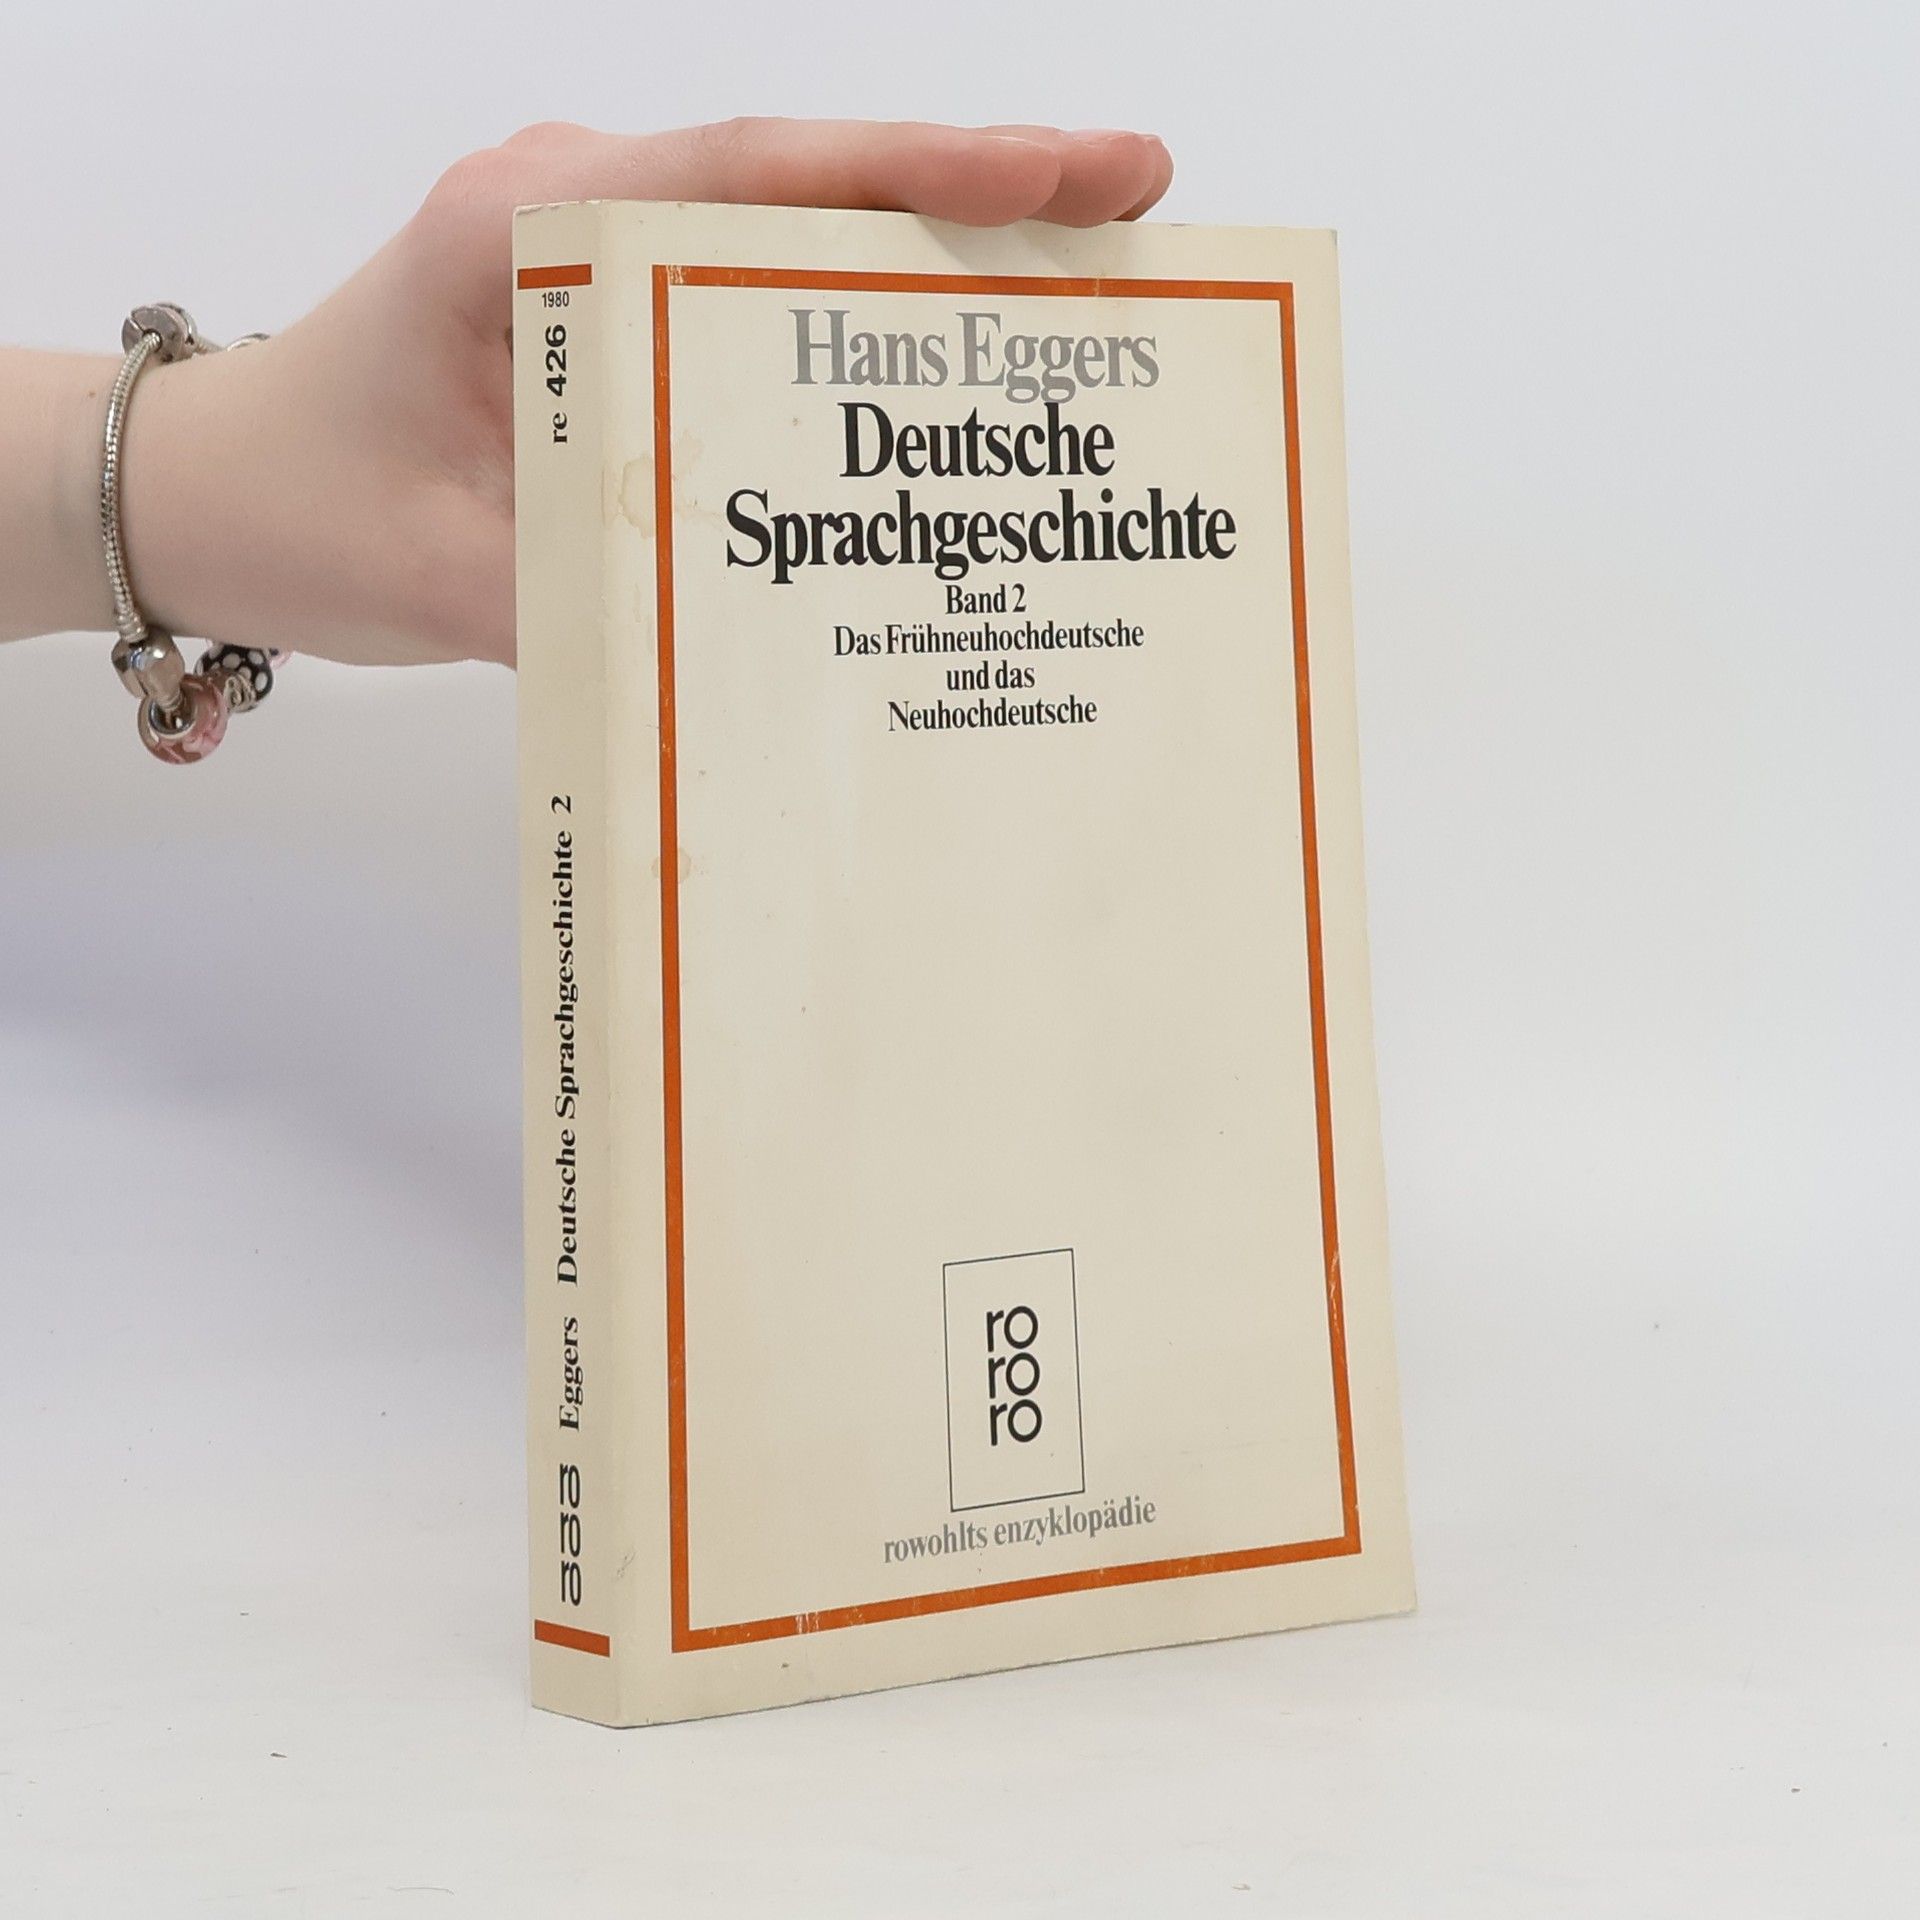 Hans Eggers
Deutsche
Sprachgeschichte
Band 2
Das Frühneuhochdeutsche
und das
Neuhochdeutsche
ro
ro
ro
rowohlts enzyklopädie
1980
re 426
Eggers Deutsche Sprachgeschichte 2
ro
ro
ro